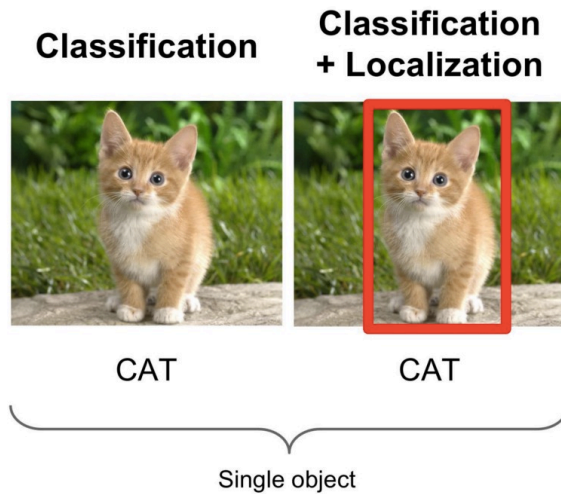 Classification
Classification
+ Localization
CAT
CAT
Single object